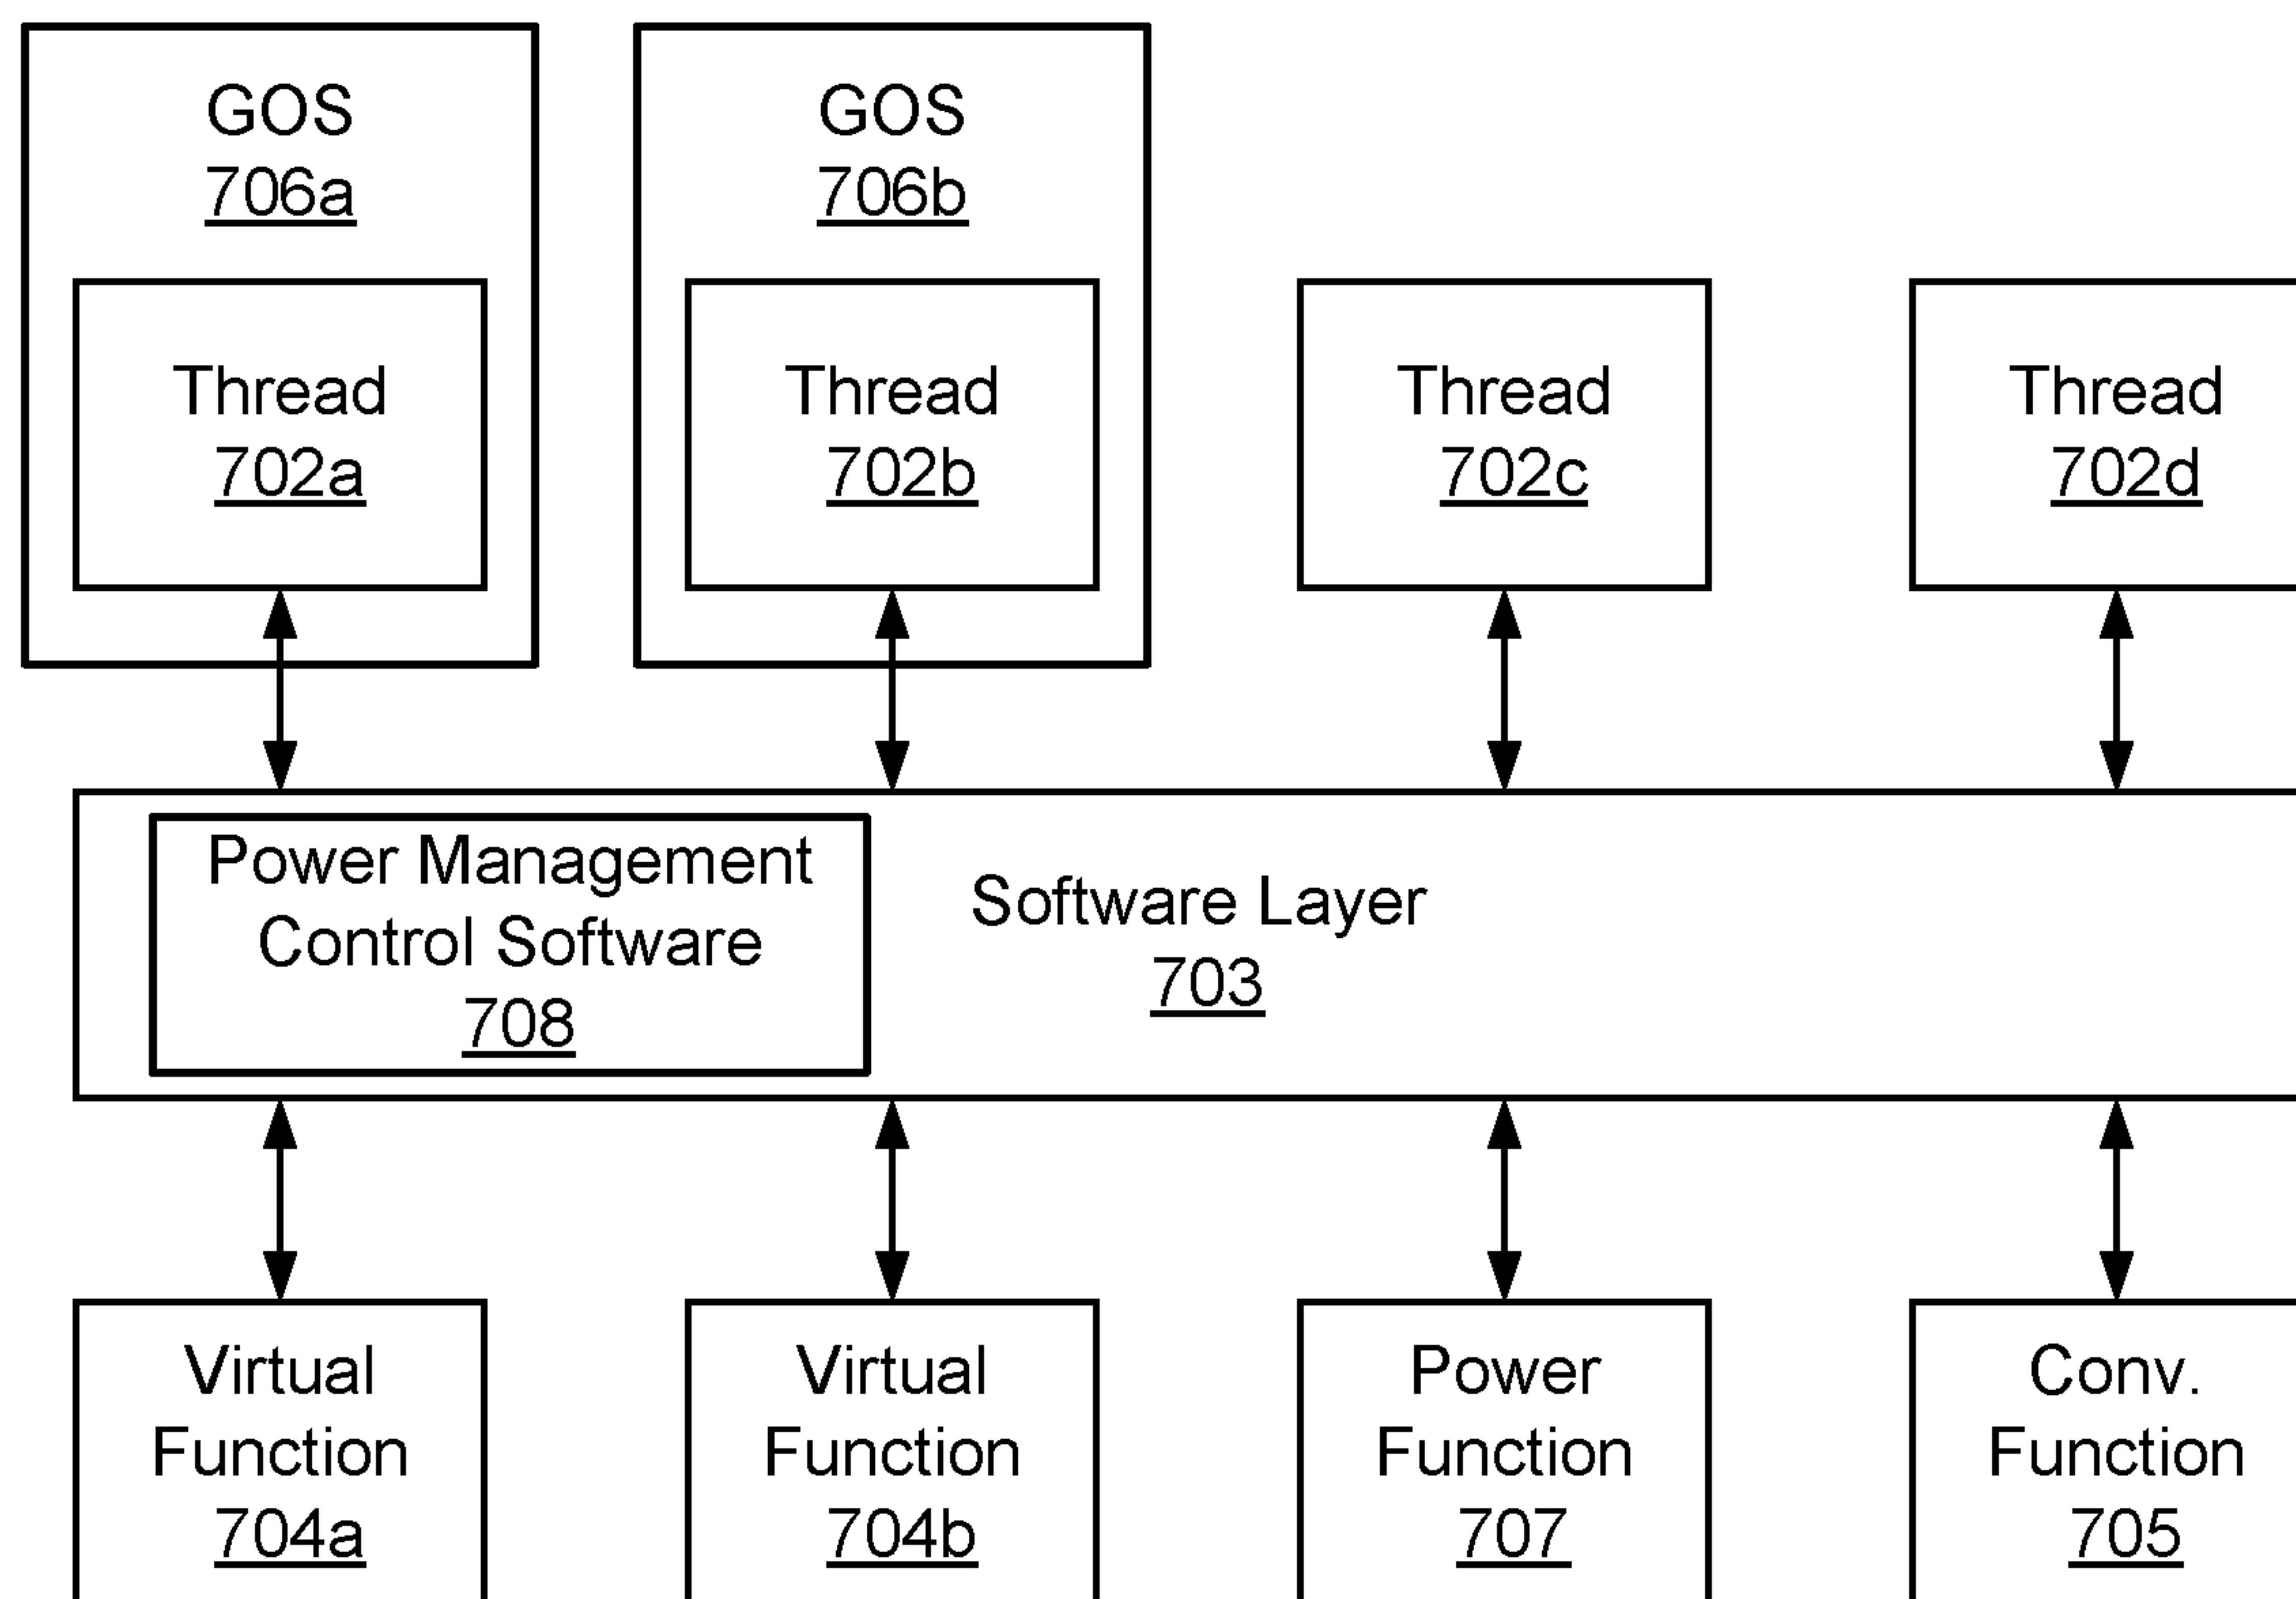 GOS
706a
GOS
706b
Thread
702a
Thread
702b
Thread
702c
Thread
702d
Power Management
Control Software
708
Software Layer
703
Virtual
Function
704a
Virtual
Function
704b
Power
Function
707
Conv.
Function
705